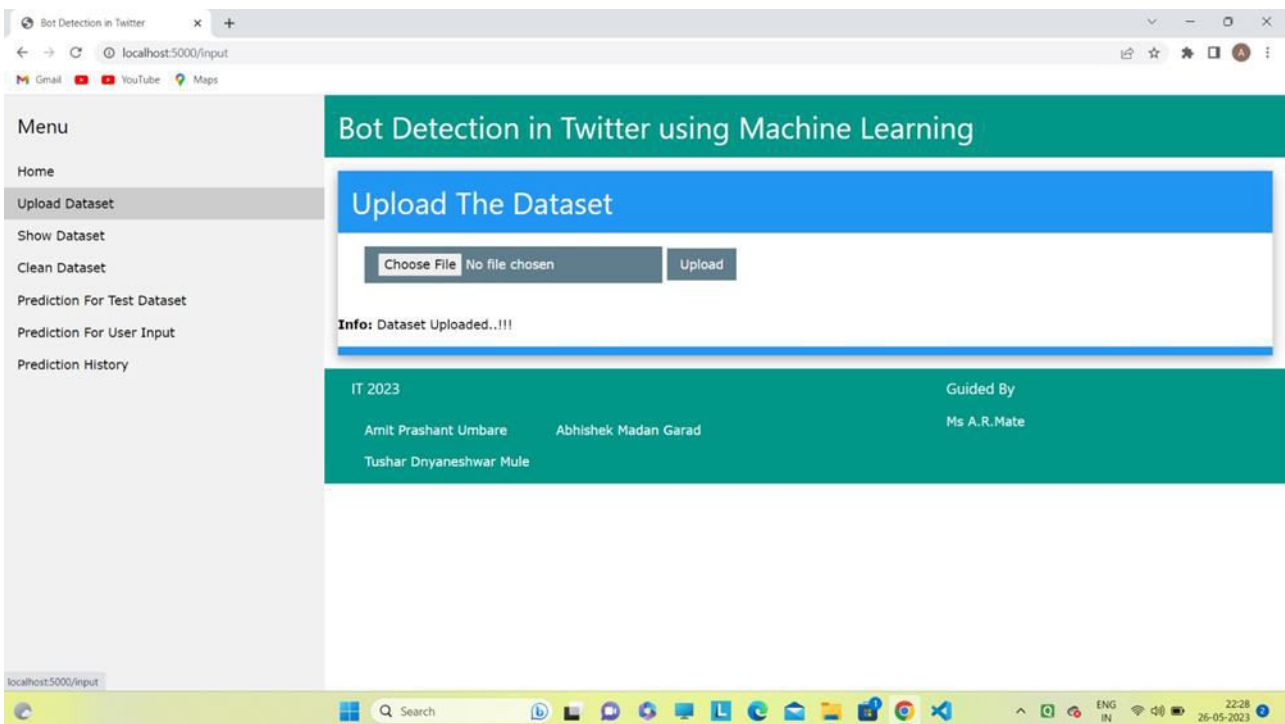 Bot Detection in Twitter
localhost:5000/input
Gmail YouTube Maps
Menu
Home
Upload Dataset
Show Dataset
Clean Dataset
Prediction For Test Dataset
Prediction For User Input
Prediction History
Bot Detection in Twitter using Machine Learning
Upload The Dataset
Choose File No file chosen Upload
Info: Dataset Uploaded..!!!
IT 2023 Guided By
Amit Prashant Umbare Abhishek Madan Garad Ms A.R.Mate
Tushar Dnyaneshwar Mule
localhost:5000/input
Search
ENG
IN
22:28
26-05-2023